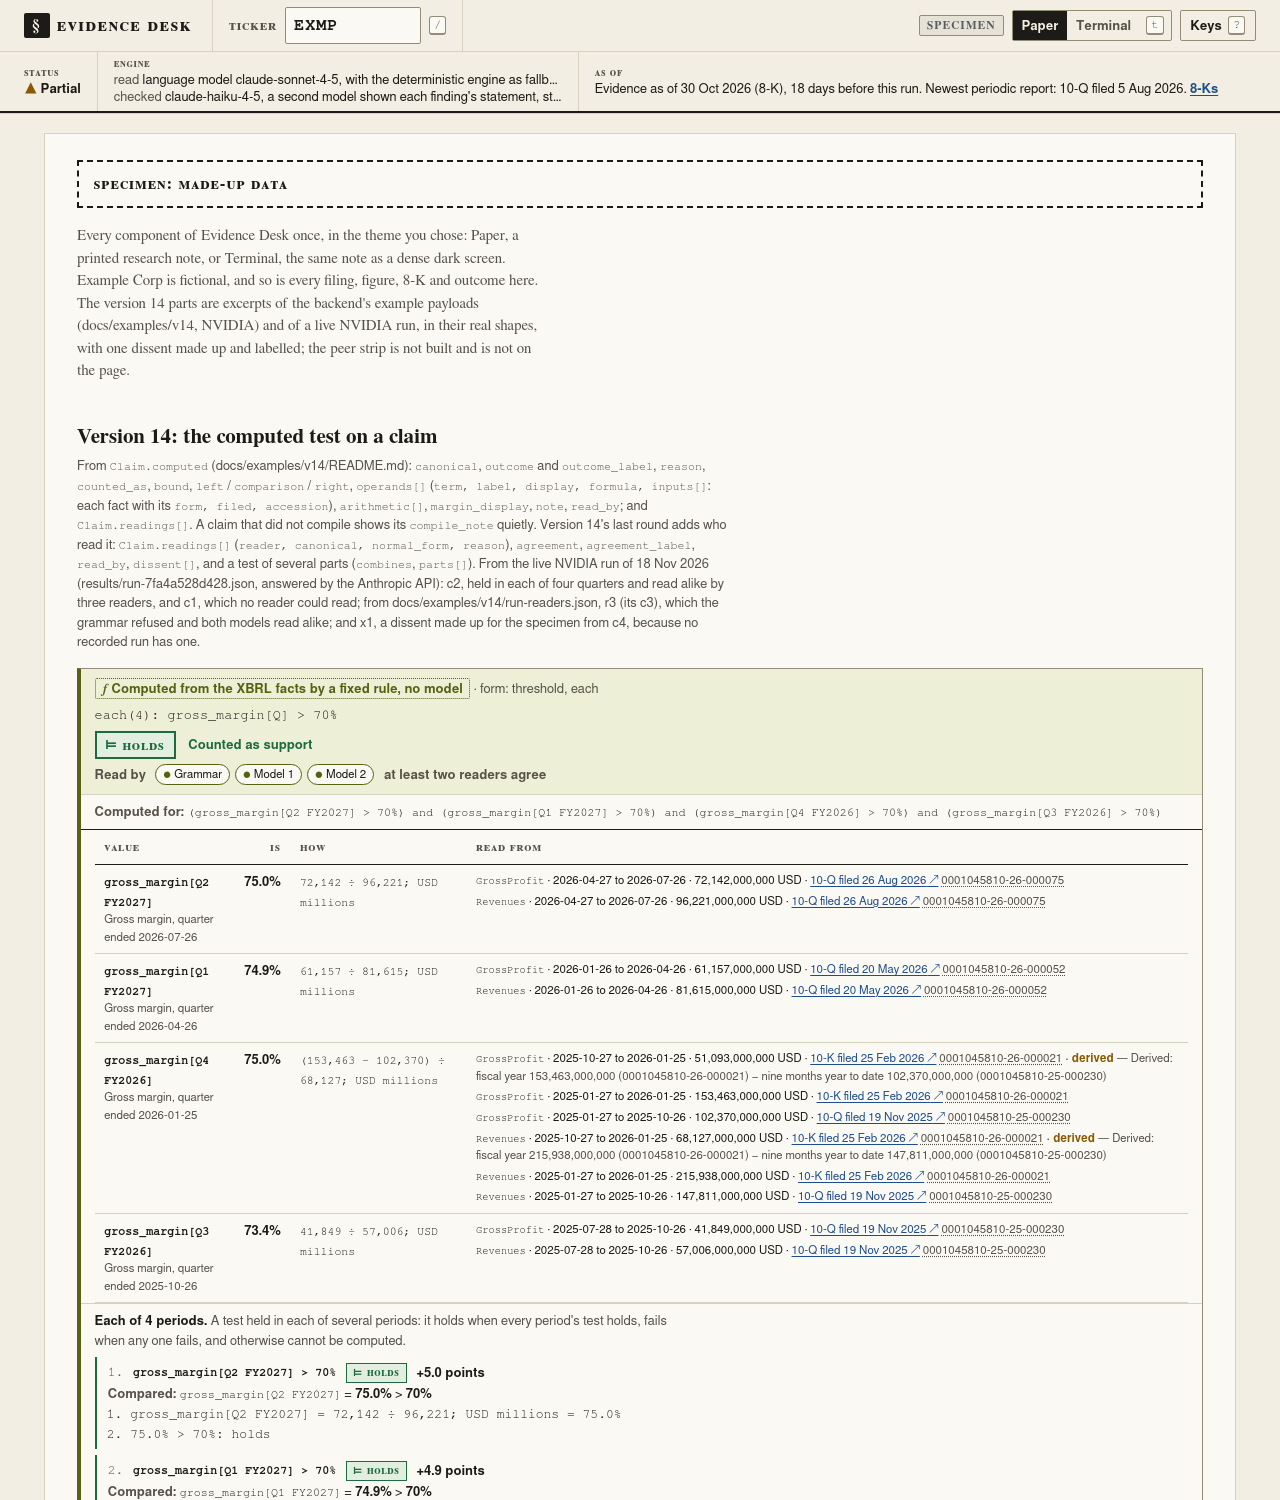 § EVIDENCE DESK TICKER EXMP / SPECIMEN Paper Terminal t Keys ?
STATUS
▲ Partial
ENGINE
read language model claude-sonnet-4-5, with the deterministic engine as fallb...
checked claude-haiku-4-5, a second model shown each finding's statement, st...
AS OF
Evidence as of 30 Oct 2026 (8-K), 18 days before this run. Newest periodic report: 10-Q filed 5 Aug 2026. 8-Ks
SPECIMEN: MADE-UP DATA
Every component of Evidence Desk once, in the theme you chose: Paper, a
printed research note, or Terminal, the same note as a dense dark screen.
Example Corp is fictional, and so is every filing, figure, 8-K and outcome here.
The version 14 parts are excerpts of the backend's example payloads
(docs/examples/v14, NVIDIA) and of a live NVIDIA run, in their real shapes,
with one dissent made up and labelled; the peer strip is not built and is not on
the page.
Version 14: the computed test on a claim
From Claim.computed (docs/examples/v14/README.md): canonical, outcome and outcome_label, reason,
counted_as, bound, left / comparison / right, operands[] (term, label, display, formula, inputs[]:
each fact with its form, filed, accession), arithmetic[], margin_display, note, read_by; and
Claim.readings[]. A claim that did not compile shows its compile_note quietly. Version 14's last round adds who
read it: Claim.readings[] (reader, canonical, normal_form, reason), agreement, agreement_label,
read_by, dissent[], and a test of several parts (combines, parts[]). From the live NVIDIA run of 18 Nov 2026
(results/run-7fa4a528d428.json, answered by the Anthropic API): c2, held in each of four quarters and read alike by
three readers, and c1, which no reader could read; from docs/examples/v14/run-readers.json, r3 (its c3), which the
grammar refused and both models read alike; and x1, a dissent made up for the specimen from c4, because no
recorded run has one.
ƒ Computed from the XBRL facts by a fixed rule, no model · form: threshold, each
each(4): gross_margin[Q] > 70%
⊨ HOLDS Counted as support
Read by ● Grammar ● Model 1 ● Model 2 at least two readers agree
Computed for: (gross_margin[Q2 FY2027] > 70%) and (gross_margin[Q1 FY2027] > 70%) and (gross_margin[Q4 FY2026] > 70%) and (gross_margin[Q3 FY2026] > 70%)
VALUE IS HOW READ FROM
gross_margin[Q2 FY2027]
Gross margin, quarter
ended 2026-07-26
75.0%
72,142 ÷ 96,221; USD
millions
GrossProfit · 2026-04-27 to 2026-07-26 · 72,142,000,000 USD · 10-Q filed 26 Aug 2026 ↗ 0001045810-26-000075
Revenues · 2026-04-27 to 2026-07-26 · 96,221,000,000 USD · 10-Q filed 26 Aug 2026 ↗ 0001045810-26-000075
gross_margin[Q1 FY2027]
Gross margin, quarter
ended 2026-04-26
74.9%
61,157 ÷ 81,615; USD
millions
GrossProfit · 2026-01-26 to 2026-04-26 · 61,157,000,000 USD · 10-Q filed 20 May 2026 ↗ 0001045810-26-000052
Revenues · 2026-01-26 to 2026-04-26 · 81,615,000,000 USD · 10-Q filed 20 May 2026 ↗ 0001045810-26-000052
gross_margin[Q4 FY2026]
Gross margin, quarter
ended 2026-01-25
75.0%
(153,463 − 102,370) ÷
68,127; USD millions
GrossProfit · 2025-10-27 to 2026-01-25 · 51,093,000,000 USD · 10-K filed 25 Feb 2026 ↗ 0001045810-26-000021 · derived — Derived:
fiscal year 153,463,000,000 (0001045810-26-000021) − nine months year to date 102,370,000,000 (0001045810-25-000230)
GrossProfit · 2025-01-27 to 2026-01-25 · 153,463,000,000 USD · 10-K filed 25 Feb 2026 ↗ 0001045810-26-000021
GrossProfit · 2025-01-27 to 2025-10-26 · 102,370,000,000 USD · 10-Q filed 19 Nov 2025 ↗ 0001045810-25-000230
Revenues · 2025-10-27 to 2026-01-25 · 68,127,000,000 USD · 10-K filed 25 Feb 2026 ↗ 0001045810-26-000021 · derived — Derived:
fiscal year 215,938,000,000 (0001045810-26-000021) − nine months year to date 147,811,000,000 (0001045810-25-000230)
Revenues · 2025-01-27 to 2026-01-25 · 215,938,000,000 USD · 10-K filed 25 Feb 2026 ↗ 0001045810-26-000021
Revenues · 2025-01-27 to 2025-10-26 · 147,811,000,000 USD · 10-Q filed 19 Nov 2025 ↗ 0001045810-25-000230
gross_margin[Q3 FY2026]
Gross margin, quarter
ended 2025-10-26
73.4%
41,849 ÷ 57,006; USD
millions
GrossProfit · 2025-07-28 to 2025-10-26 · 41,849,000,000 USD · 10-Q filed 19 Nov 2025 ↗ 0001045810-25-000230
Revenues · 2025-07-28 to 2025-10-26 · 57,006,000,000 USD · 10-Q filed 19 Nov 2025 ↗ 0001045810-25-000230
Each of 4 periods. A test held in each of several periods: it holds when every period's test holds, fails
when any one fails, and otherwise cannot be computed.
1. gross_margin[Q2 FY2027] > 70% ⊨ HOLDS +5.0 points
Compared: gross_margin[Q2 FY2027] = 75.0% > 70%
1. gross_margin[Q2 FY2027] = 72,142 ÷ 96,221; USD millions = 75.0%
2. 75.0% > 70%: holds
2. gross_margin[Q1 FY2027] > 70% ⊨ HOLDS +4.9 points
Compared: gross_margin[Q1 FY2027] = 74.9% > 70%